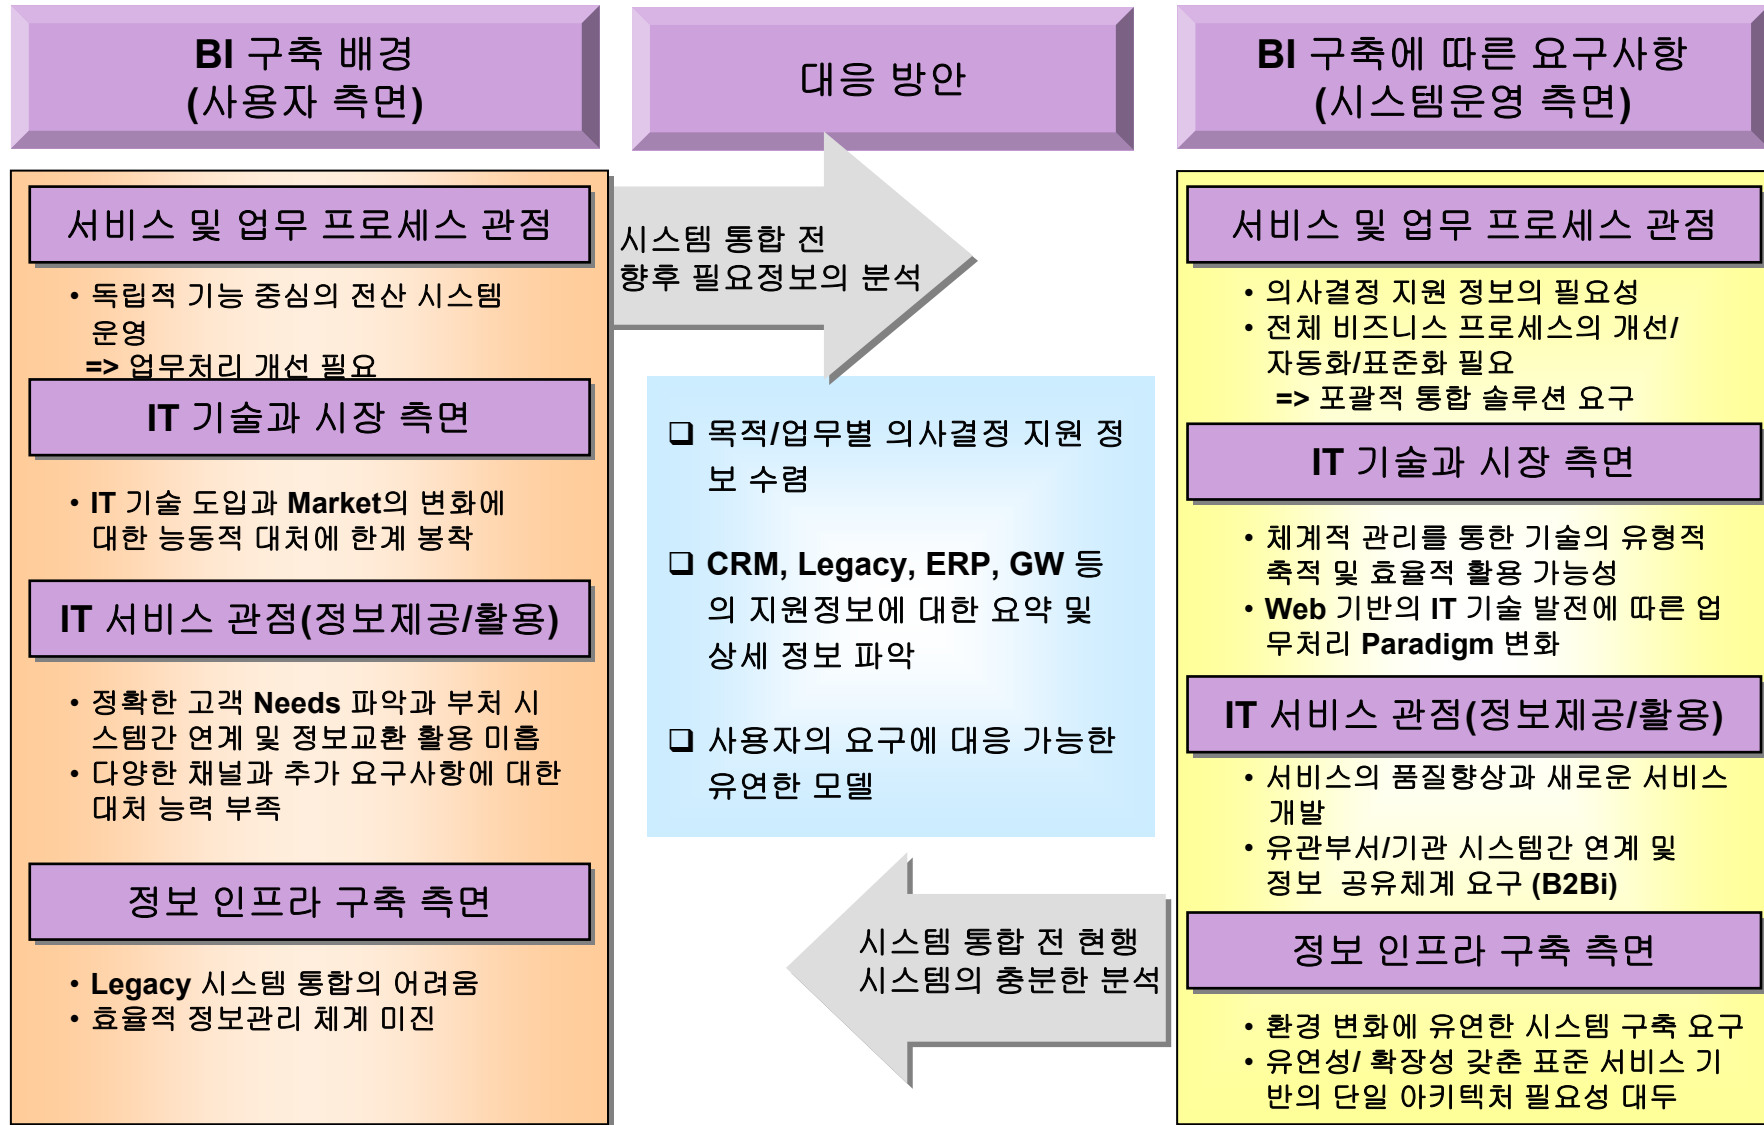 BI 구축 배경
(사용자 측면)
서비스 및 업무 프로세스 관점
• 독립적 기능 중심의 전산 시스템
운영
=> 업무처리 개선 필요
IT 기술과 시장 측면
• IT 기술 도입과 Market의 변화에
대한 능동적 대처에 한계 봉착
IT 서비스 관점(정보제공/활용)
• 정확한 고객 Needs 파악과 부처 시
스템간 연계 및 정보교환 활용 미흡
• 다양한 채널과 추가 요구사항에 대한
대처 능력 부족
정보 인프라 구축 측면
• Legacy 시스템 통합의 어려움
• 효율적 정보관리 체계 미진
대응 방안
시스템 통합 전
향후 필요정보의 분석
❑ 목적/업무별 의사결정 지원 정
보 수렴
❑ CRM, Legacy, ERP, GW 등
의 지원정보에 대한 요약 및
상세 정보 파악
❑ 사용자의 요구에 대응 가능한
유연한 모델
시스템 통합 전 현행
시스템의 충분한 분석
BI 구축에 따른 요구사항
(시스템운영 측면)
서비스 및 업무 프로세스 관점
• 의사결정 지원 정보의 필요성
• 전체 비즈니스 프로세스의 개선/
자동화/표준화 필요
=> 포괄적 통합 솔루션 요구
IT 기술과 시장 측면
• 체계적 관리를 통한 기술의 유형적
축적 및 효율적 활용 가능성
• Web 기반의 IT 기술 발전에 따른 업
무처리 Paradigm 변화
IT 서비스 관점(정보제공/활용)
• 서비스의 품질향상과 새로운 서비스
개발
• 유관부서/기관 시스템간 연계 및
정보 공유체계 요구 (B2Bi)
정보 인프라 구축 측면
• 환경 변화에 유연한 시스템 구축 요구
• 유연성/ 확장성 갖춘 표준 서비스 기
반의 단일 아키텍처 필요성 대두